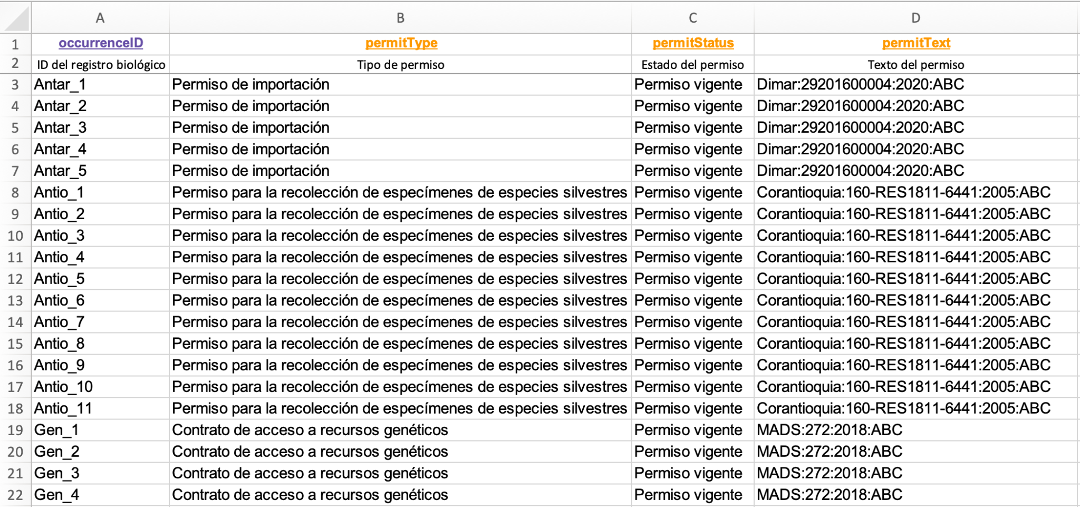 A B C D
1 occurrenceID permitType permitStatus permitText
2 ID del registro biológico Tipo de permiso Estado del permiso Texto del permiso
3 Antar_1 Permiso de importación Permiso vigente Dimar:29201600004:2020:ABC
4 Antar_2 Permiso de importación Permiso vigente Dimar:29201600004:2020:ABC
5 Antar_3 Permiso de importación Permiso vigente Dimar:29201600004:2020:ABC
6 Antar_4 Permiso de importación Permiso vigente Dimar:29201600004:2020:ABC
7 Antar_5 Permiso de importación Permiso vigente Dimar:29201600004:2020:ABC
8 Antio_1 Permiso para la recolección de especímenes de especies silvestres Permiso vigente Corantioquia:160-RES1811-6441:2005:ABC
9 Antio_2 Permiso para la recolección de especímenes de especies silvestres Permiso vigente Corantioquia:160-RES1811-6441:2005:ABC
10 Antio_3 Permiso para la recolección de especímenes de especies silvestres Permiso vigente Corantioquia:160-RES1811-6441:2005:ABC
11 Antio_4 Permiso para la recolección de especímenes de especies silvestres Permiso vigente Corantioquia:160-RES1811-6441:2005:ABC
12 Antio_5 Permiso para la recolección de especímenes de especies silvestres Permiso vigente Corantioquia:160-RES1811-6441:2005:ABC
13 Antio_6 Permiso para la recolección de especímenes de especies silvestres Permiso vigente Corantioquia:160-RES1811-6441:2005:ABC
14 Antio_7 Permiso para la recolección de especímenes de especies silvestres Permiso vigente Corantioquia:160-RES1811-6441:2005:ABC
15 Antio_8 Permiso para la recolección de especímenes de especies silvestres Permiso vigente Corantioquia:160-RES1811-6441:2005:ABC
16 Antio_9 Permiso para la recolección de especímenes de especies silvestres Permiso vigente Corantioquia:160-RES1811-6441:2005:ABC
17 Antio_10 Permiso para la recolección de especímenes de especies silvestres Permiso vigente Corantioquia:160-RES1811-6441:2005:ABC
18 Antio_11 Permiso para la recolección de especímenes de especies silvestres Permiso vigente Corantioquia:160-RES1811-6441:2005:ABC
19 Gen_1 Contrato de acceso a recursos genéticos Permiso vigente MADS:272:2018:ABC
20 Gen_2 Contrato de acceso a recursos genéticos Permiso vigente MADS:272:2018:ABC
21 Gen_3 Contrato de acceso a recursos genéticos Permiso vigente MADS:272:2018:ABC
22 Gen_4 Contrato de acceso a recursos genéticos Permiso vigente MADS:272:2018:ABC